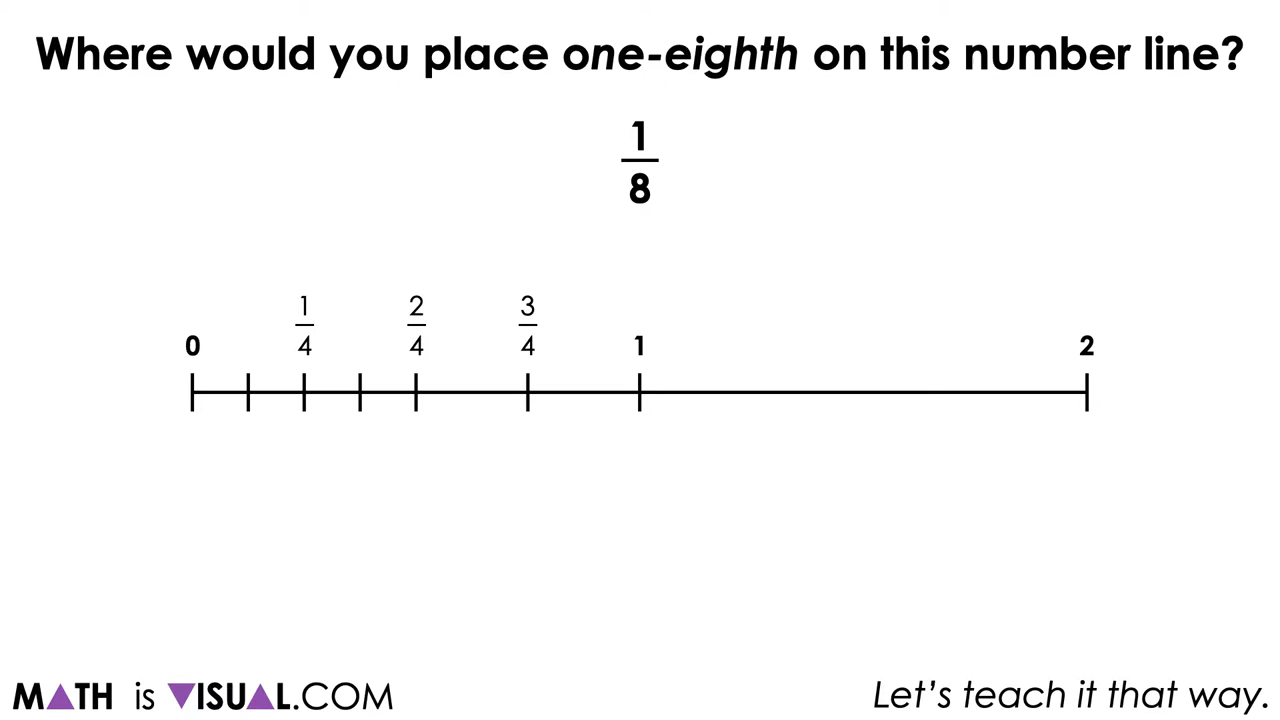 Where would you place one-eighth on this number line?
1
8
1 2 3
4 4 4
0 1 2
MATH is VISUAL.COM
Let's teach it that way.